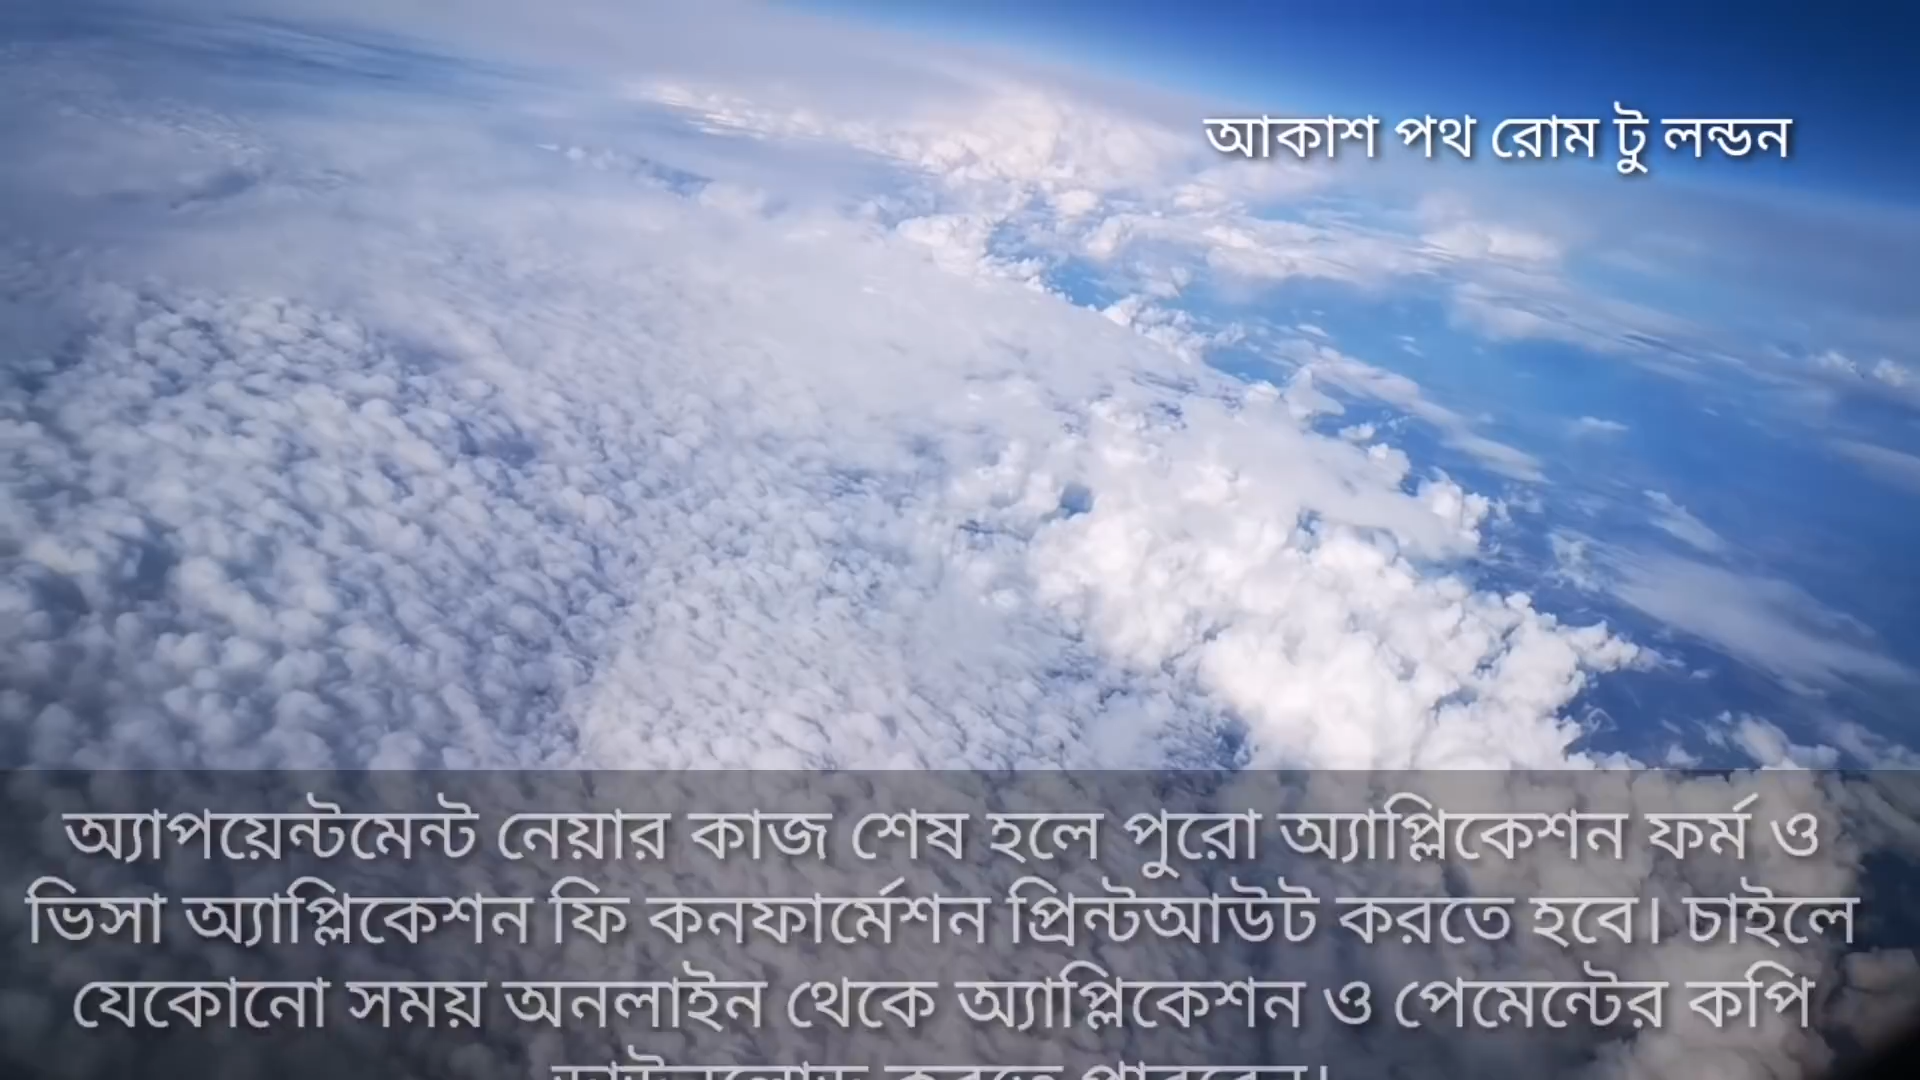 আকাশ পথ রোম টু লন্ডন
অ্যাপয়েন্টমেন্ট নেয়ার কাজ শেষ হলে পুরো অ্যাপ্লিকেশন ফর্ম ও
ভিসা অ্যাপ্লিকেশন ফি কনফার্মেশন প্রিন্টআউট করতে হবে। চাইলে
যেকোনো সময় অনলাইন থেকে অ্যাপ্লিকেশন ও পেমেন্টের কপি